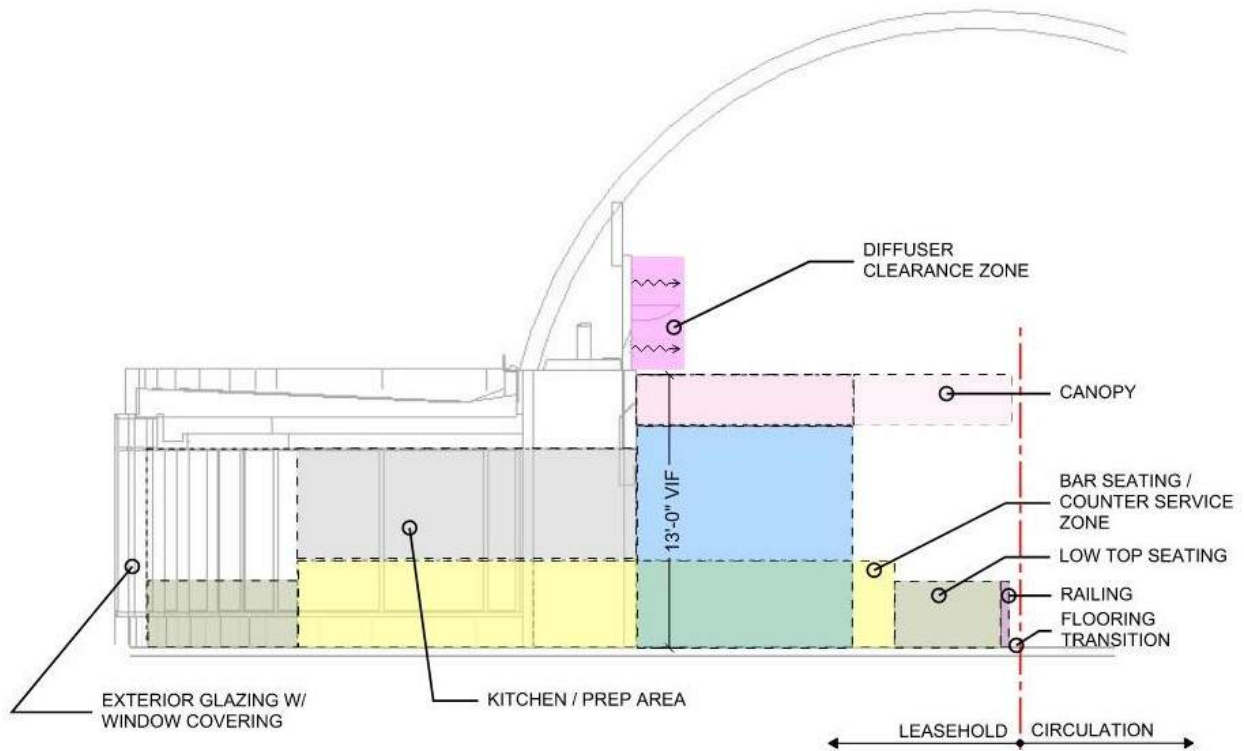 DIFFUSER
CLEARANCE ZONE
CANOPY
13'-0" VIF
BAR SEATING /
COUNTER SERVICE
ZONE
LOW TOP SEATING
RAILING
FLOORING
TRANSITION
EXTERIOR GLAZING W/
WINDOW COVERING
KITCHEN / PREP AREA
LEASEHOLD
CIRCULATION